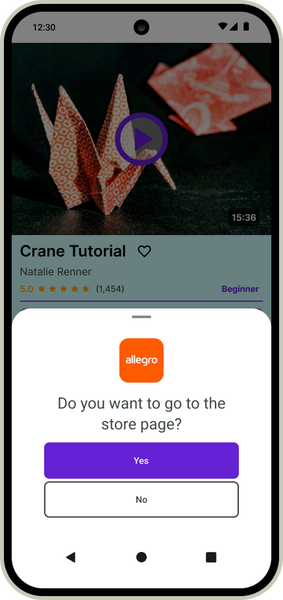 12:30
15:36
Crane Tutorial
Natalie Renner
5.0 (1,454) Beginner
allegro
Do you want to go to the
store page?
Yes
No